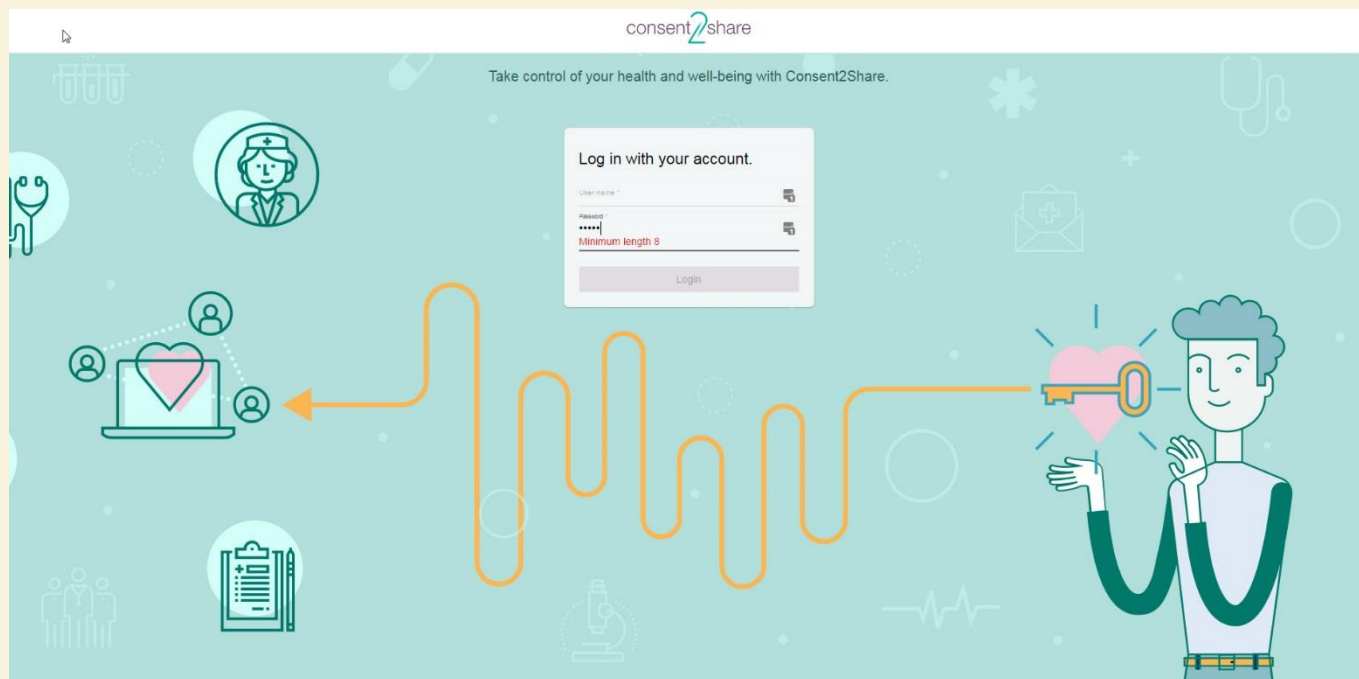 consent2share
Take control of your health and well-being with Consent2Share.
Log in with your account.
User name *
Password *
•••••
Minimum length 8
Login